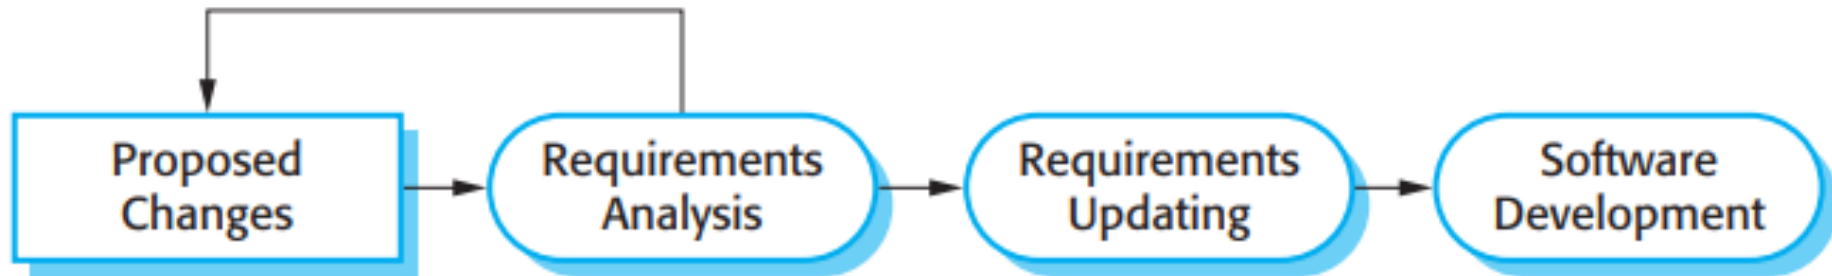 Proposed
Changes
Requirements
Analysis
Requirements
Updating
Software
Development